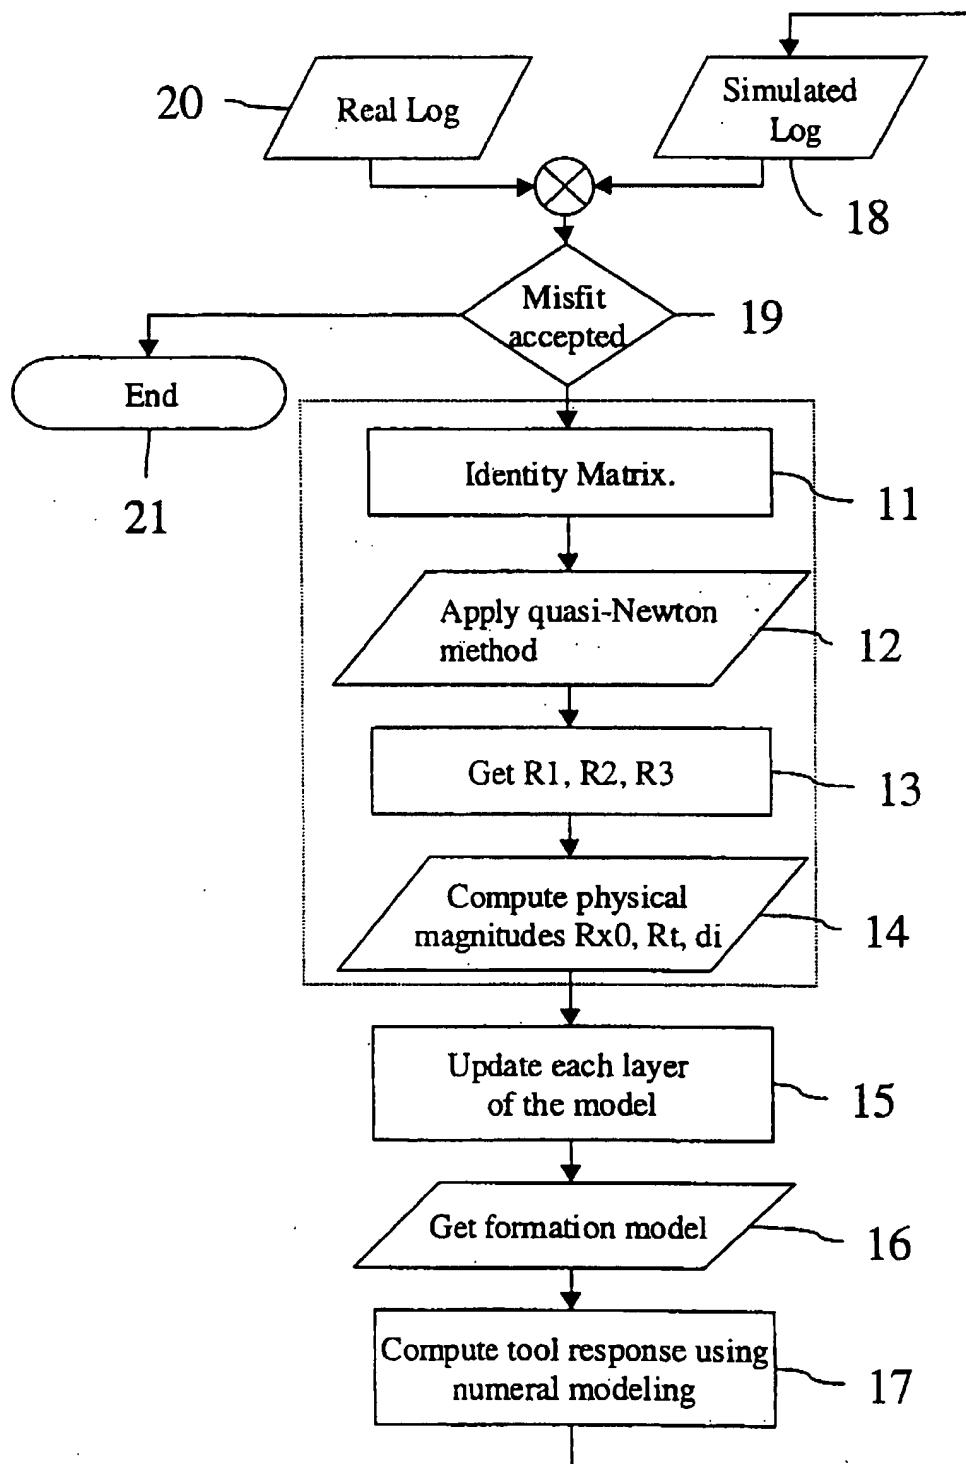 20
Real Log
Simulated
Log
18
Misfit
accepted
19
End
21
Identity Matrix.
11
Apply quasi-Newton
method
12
Get R1, R2, R3
13
Compute physical
magnitudes Rx0, Rt, di
14
Update each layer
of the model
15
Get formation model
16
Compute tool response using
numeral modeling
17